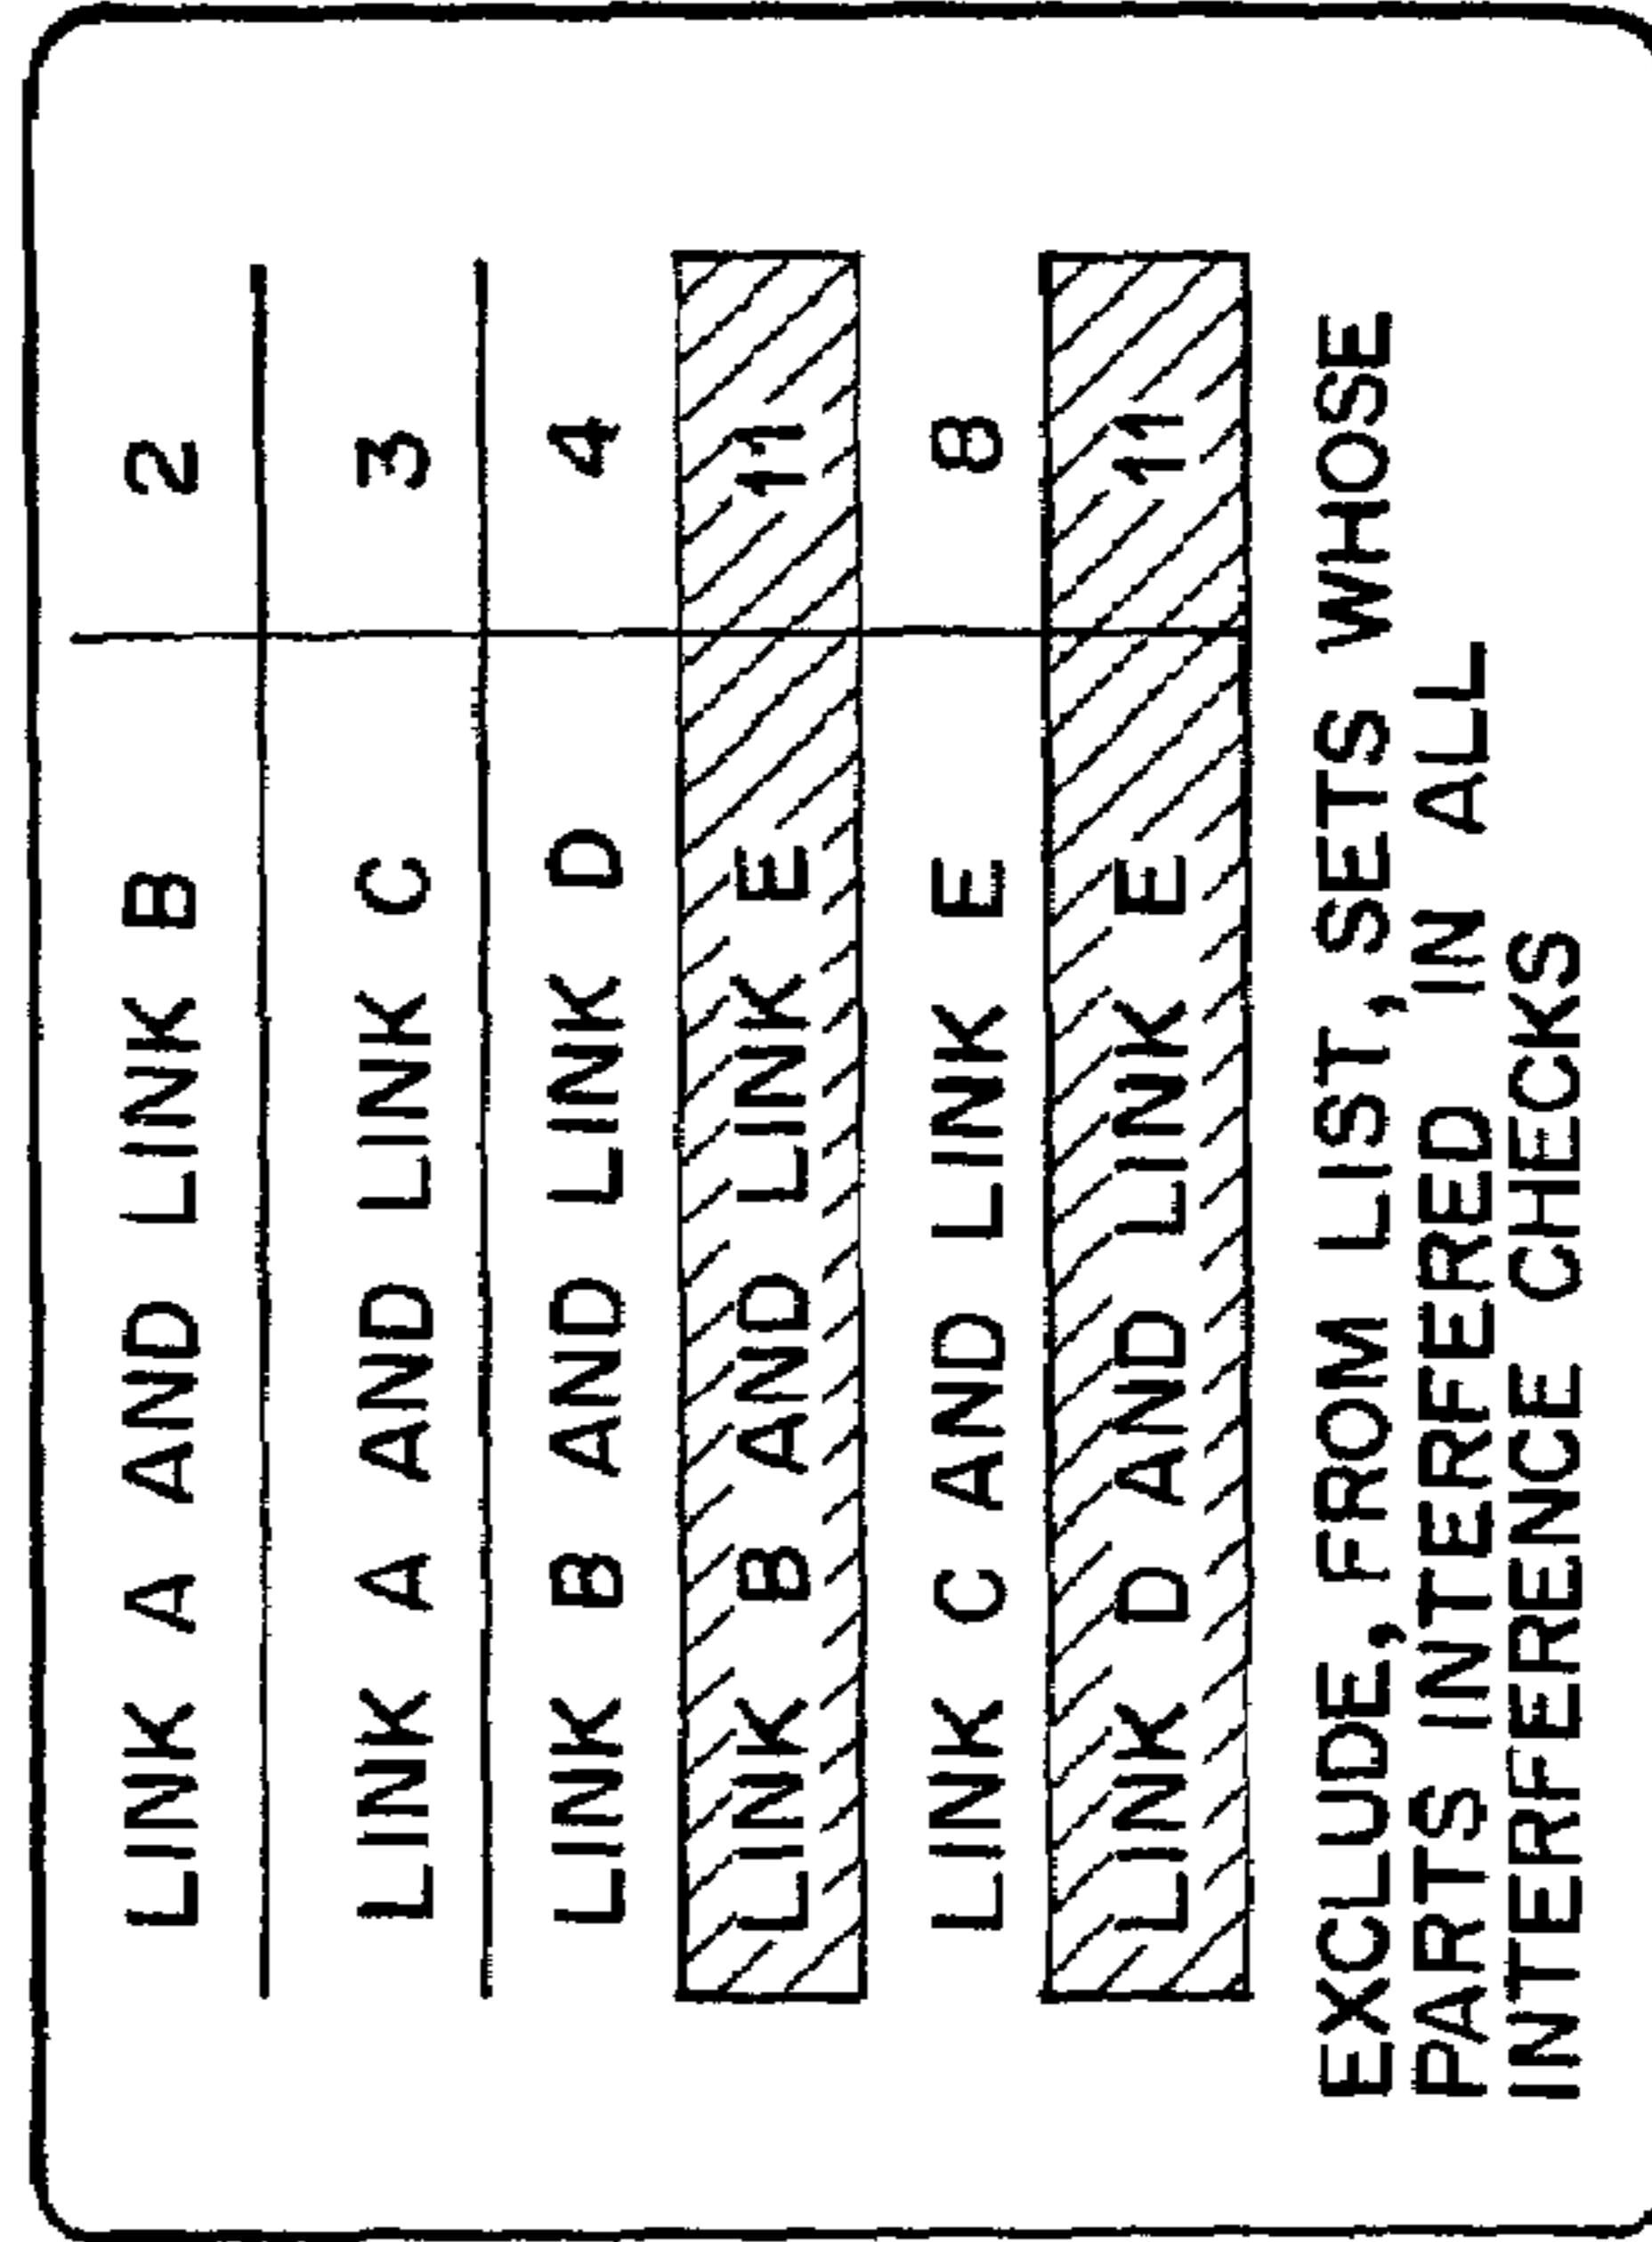 LINK A AND LINK B 2
LINK A AND LINK C 3
LINK B AND LINK D 4
LINK B AND LINK E 11
LINK C AND LINK E 8
LINK D AND LINK E 11
EXCLUDE, FROM LIST, SETS WHOSE
PARTS INTERFERED IN ALL
INTERFERENCE CHECKS